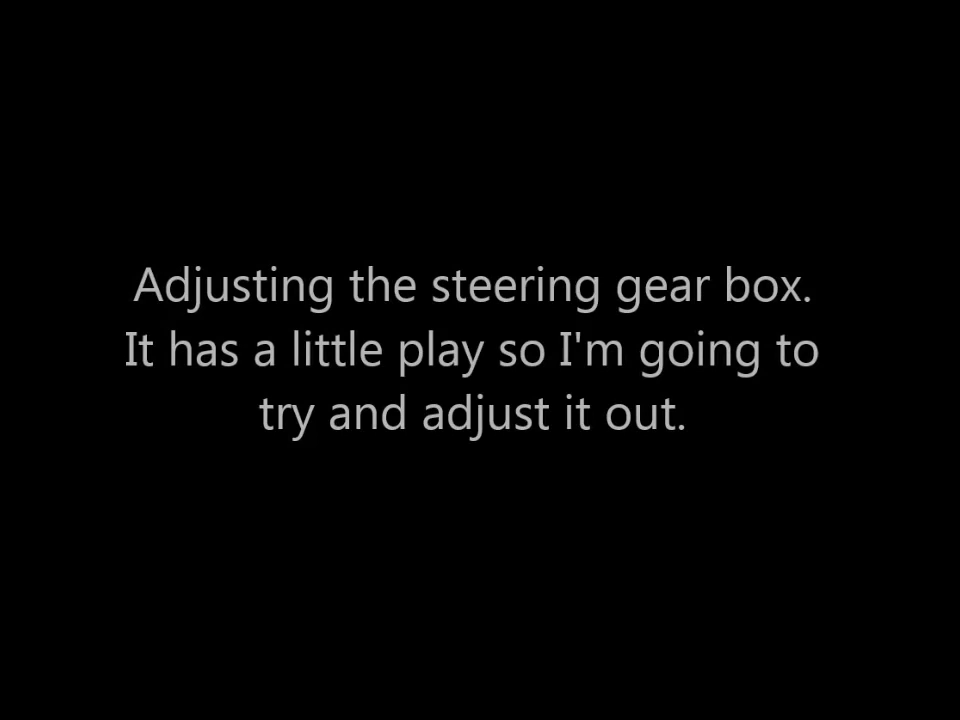 Adjusting the steering gear box.
It has a little play so I'm going to
try and adjust it out.